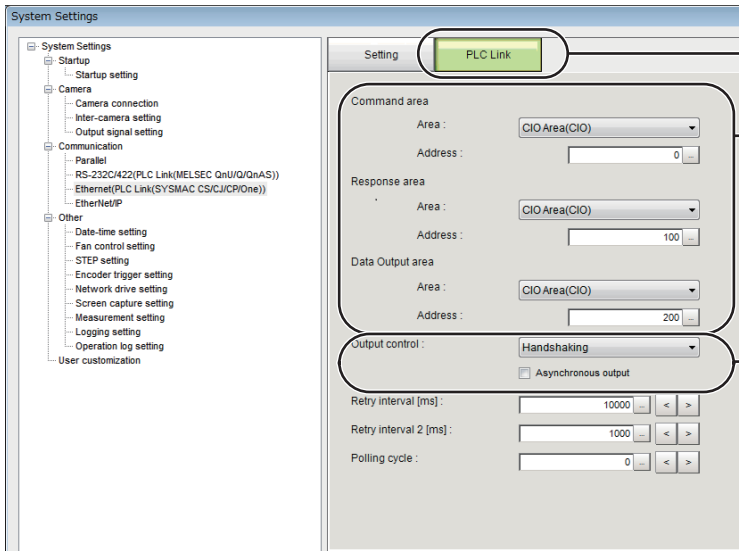 System Settings
System Settings
Startup
Startup setting
Camera
Camera connection
Inter-camera setting
Output signal setting
Communication
Parallel
RS-232C/422(PLC Link(MELSEC QnU/Q/QnAS))
Ethernet(PLC Link(SYSMAC CS/CJ/CP/One))
EtherNet/IP
Other
Date-time setting
Fan control setting
STEP setting
Encoder trigger setting
Network drive setting
Screen capture setting
Measurement setting
Logging setting
Operation log setting
User customization
Setting PLC Link
Command area
Area : CIO Area(CIO)
Address : 0 ...
Response area
Area : CIO Area(CIO)
Address : 100 ...
Data Output area
Area : CIO Area(CIO)
Address : 200 ...
Output control : Handshaking
Asynchronous output
Retry interval [ms] : 10000 ... < >
Retry interval 2 [ms] : 1000 ... < >
Polling cycle : 0 ... < >